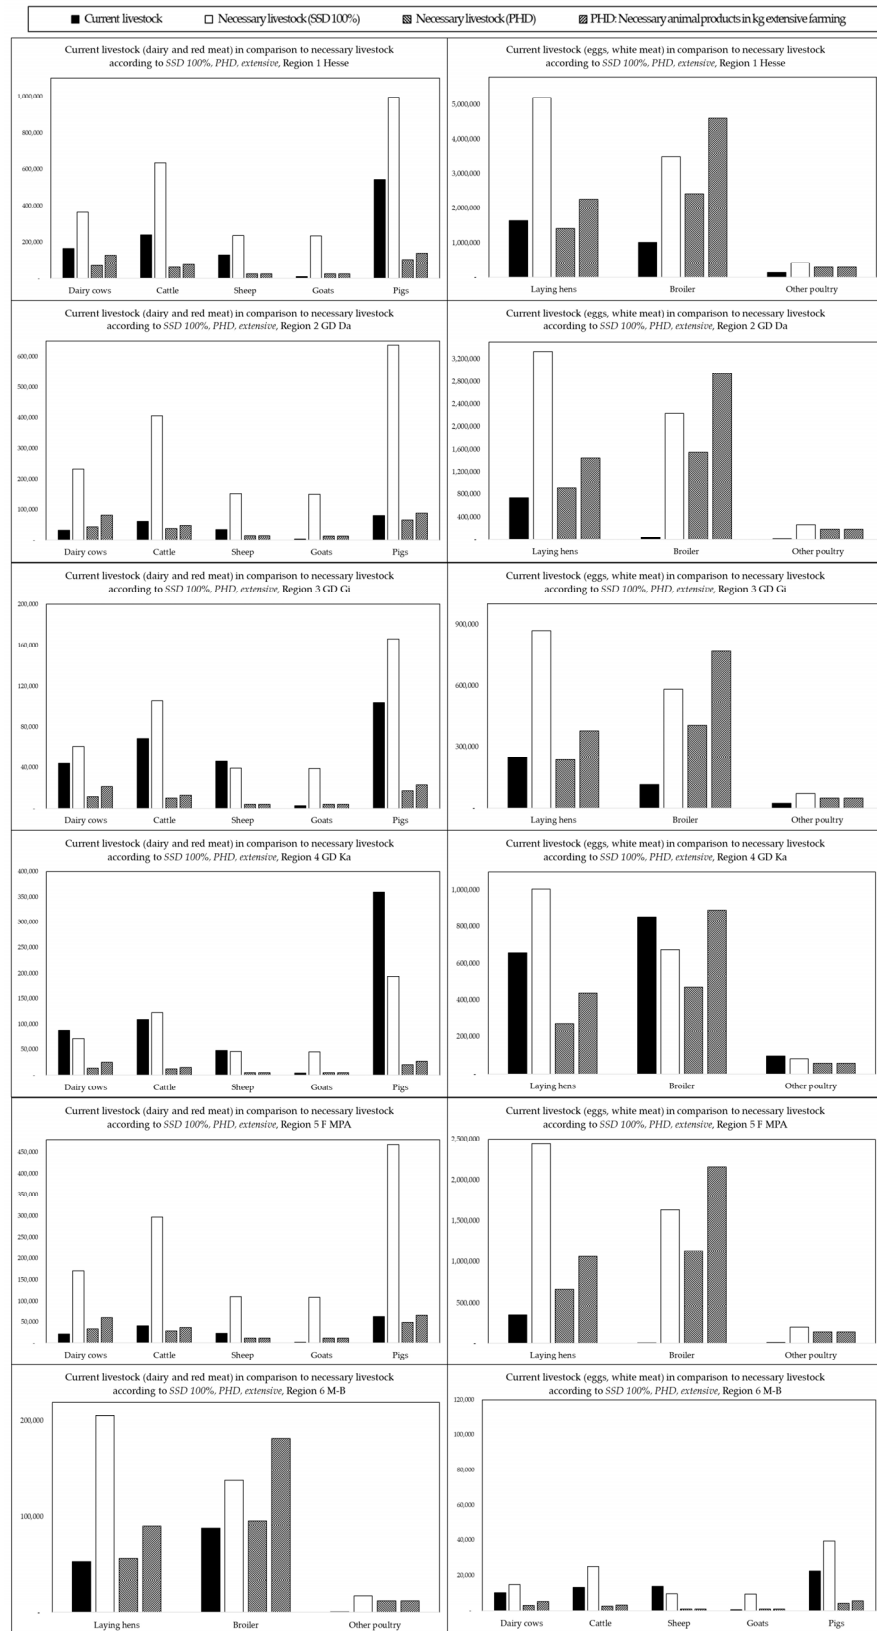 Current livestock Necessary livestock (SSD 100%) Necessary livestock (PHD) PHD: Necessary animal products in kg extensive farming
Current livestock (dairy and red meat) in comparison to necessary livestock
according to SSD 100%, PHD, extensive, Region 1 Hesse
1,000,000
800,000
600,000
400,000
200,000
-
Dairy cows Cattle Sheep Goats Pigs
Current livestock (eggs, white meat) in comparison to necessary livestock
according to SSD 100%, PHD, extensive, Region 1 Hesse
5,000,000
4,000,000
3,000,000
2,000,000
1,000,000
-
Laying hens Broiler Other poultry
Current livestock (dairy and red meat) in comparison to necessary livestock
according to SSD 100%, PHD, extensive, Region 2 GD Da
600,000
500,000
400,000
300,000
200,000
100,000
-
Dairy cows Cattle Sheep Goats Pigs
Current livestock (eggs, white meat) in comparison to necessary livestock
according to SSD 100%, PHD, extensive, Region 2 GD Da
3,200,000
2,800,000
2,400,000
2,000,000
1,600,000
1,200,000
800,000
400,000
-
Laying hens Broiler Other poultry
Current livestock (dairy and red meat) in comparison to necessary livestock
according to SSD 100%, PHD, extensive, Region 3 GD Gi
200,000
160,000
120,000
80,000
40,000
-
Dairy cows Cattle Sheep Goats Pigs
Current livestock (eggs, white meat) in comparison to necessary livestock
according to SSD 100%, PHD, extensive, Region 3 GD Gi
900,000
600,000
300,000
-
Laying hens Broiler Other poultry
Current livestock (dairy and red meat) in comparison to necessary livestock
according to SSD 100%, PHD, extensive, Region 4 GD Ka
400,000
350,000
300,000
250,000
200,000
150,000
100,000
50,000
-
Dairy cows Cattle Sheep Goats Pigs
Current livestock (eggs, white meat) in comparison to necessary livestock
according to SSD 100%, PHD, extensive, Region 4 GD Ka
1,000,000
800,000
600,000
400,000
200,000
-
Laying hens Broiler Other poultry
Current livestock (dairy and red meat) in comparison to necessary livestock
according to SSD 100%, PHD, extensive, Region 5 F MPA
450,000
400,000
350,000
300,000
250,000
200,000
150,000
100,000
50,000
-
Dairy cows Cattle Sheep Goats Pigs
Current livestock (eggs, white meat) in comparison to necessary livestock
according to SSD 100%, PHD, extensive, Region 5 F MPA
2,500,000
2,000,000
1,500,000
1,000,000
500,000
-
Laying hens Broiler Other poultry
Current livestock (dairy and red meat) in comparison to necessary livestock
according to SSD 100%, PHD, extensive, Region 6 M-B
200,000
100,000
-
Laying hens Broiler Other poultry
Current livestock (eggs, white meat) in comparison to necessary livestock
according to SSD 100%, PHD, extensive, Region 6 M-B
120,000
100,000
80,000
60,000
40,000
20,000
-
Dairy cows Cattle Sheep Goats Pigs